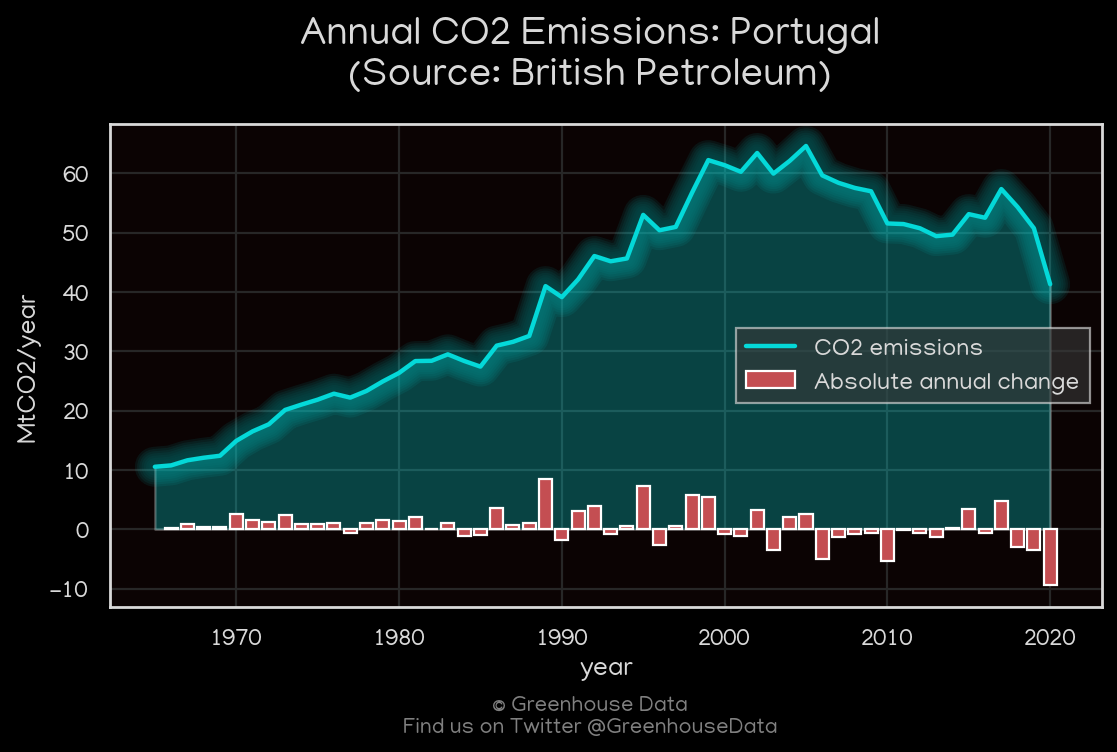 Annual CO2 Emissions: Portugal
(Source: British Petroleum)
MtCO2/year
60
50
40
30
20
10
0
−10
CO2 emissions
Absolute annual change
1970 1980 1990 2000 2010 2020
year
© Greenhouse Data
Find us on Twitter @GreenhouseData